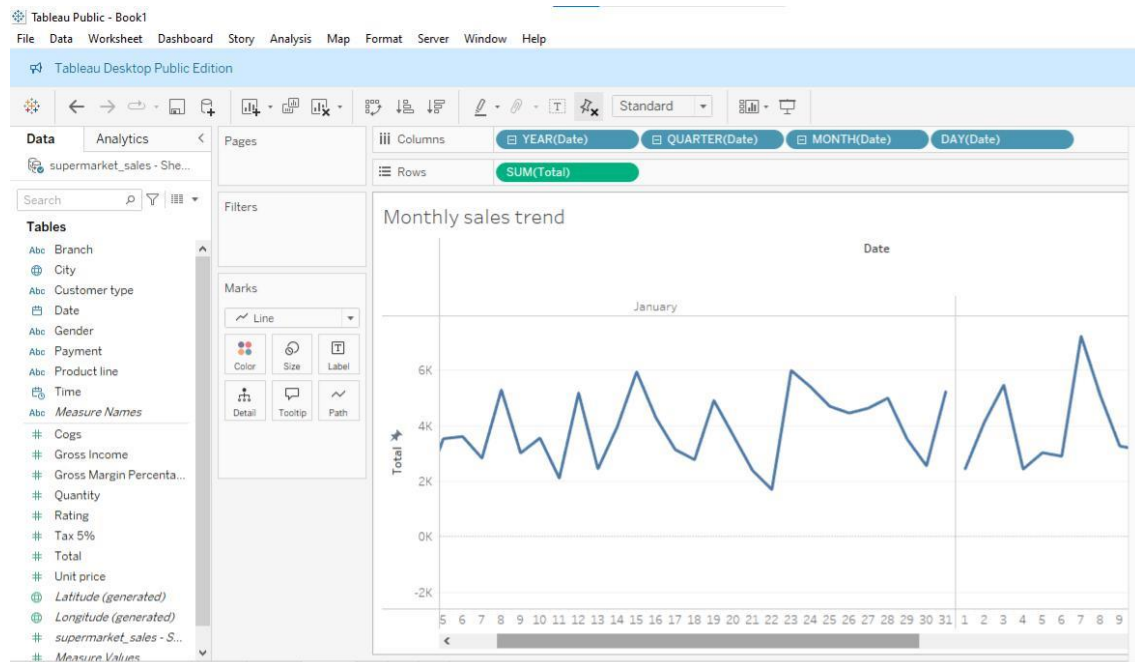 Tableau Public - Book1
File Data Worksheet Dashboard Story Analysis Map Format Server Window Help
Tableau Desktop Public Edition
Standard
Data Analytics
supermarket_sales - She...
Search
Tables
Abc Branch
City
Abc Customer type
Date
Abc Gender
Abc Payment
Abc Product line
Time
Abc Measure Names
# Cogs
# Gross Income
# Gross Margin Percenta...
# Quantity
# Rating
# Tax 5%
# Total
# Unit price
Latitude (generated)
Longitude (generated)
# supermarket_sales - S...
# Measure Values
Pages
Filters
Marks
Line
Color Size Label
Detail Tooltip Path
Columns YEAR(Date) QUARTER(Date) MONTH(Date) DAY(Date)
Rows SUM(Total)
Monthly sales trend
Date
January
Total
6K
4K
2K
0K
-2K
5 6 7 8 9 10 11 12 13 14 15 16 17 18 19 20 21 22 23 24 25 26 27 28 29 30 31 1 2 3 4 5 6 7 8 9